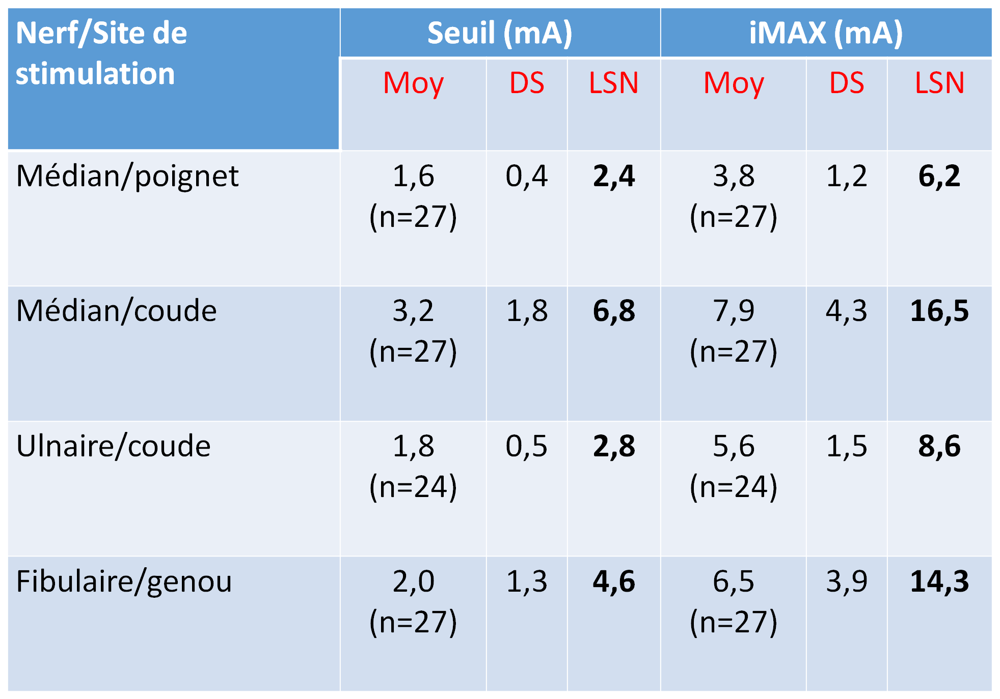 Nerf/Site de
stimulation
Seuil (mA)
iMAX (mA)
Moy
DS
LSN
Moy
DS
LSN
Médian/poignet
1,6
(n=27)
0,4
2,4
3,8
(n=27)
1,2
6,2
Médian/coude
3,2
(n=27)
1,8
6,8
7,9
(n=27)
4,3
16,5
Ulnaire/coude
1,8
(n=24)
0,5
2,8
5,6
(n=24)
1,5
8,6
Fibulaire/genou
2,0
(n=27)
1,3
4,6
6,5
(n=27)
3,9
14,3